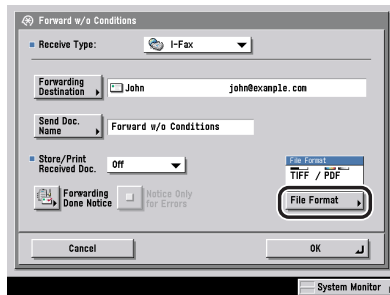 Forward w/o Conditions
Receive Type:
I-Fax
Forwarding
Destination
John
john@example.com
Send Doc.
Name
Forward w/o Conditions
Store/Print
Received Doc.
Off
File Format
TIFF / PDF
Forwarding
Done Notice
Notice Only
for Errors
File Format
Cancel
OK
System Monitor